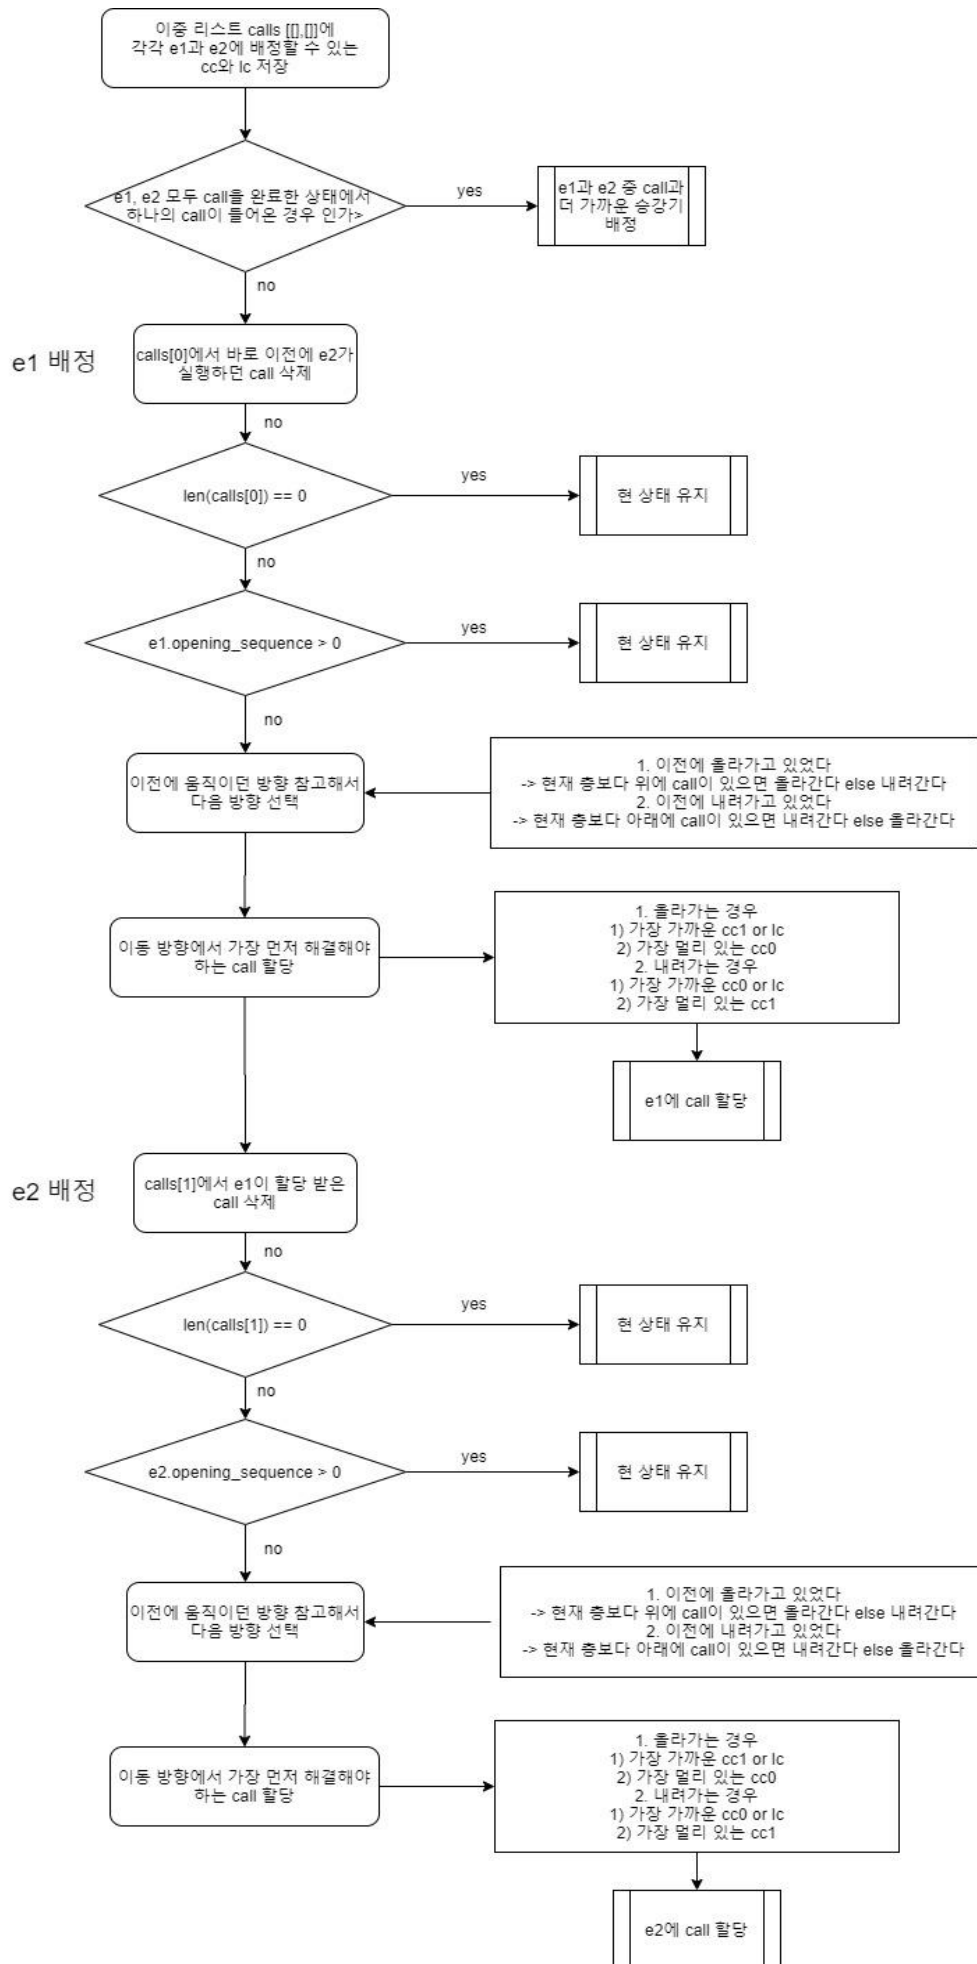 이중 리스트 calls [[],[]]에
각각 e1과 e2에 배정할 수 있는
cc와 lc 저장
e1, e2 모두 call을 완료한 상태에서
하나의 call이 들어온 경우 인가>
yes
e1과 e2 중 call과
더 가까운 승강기
배정
no
e1 배정
calls[0]에서 바로 이전에 e2가
실행하던 call 삭제
no
len(calls[0]) == 0
yes
현 상태 유지
no
e1.opening_sequence > 0
yes
현 상태 유지
no
이전에 움직이던 방향 참고해서
다음 방향 선택
1. 이전에 올라가고 있었다
-> 현재 층보다 위에 call이 있으면 올라간다 else 내려간다
2. 이전에 내려가고 있었다
-> 현재 층보다 아래에 call이 있으면 내려간다 else 올라간다
이동 방향에서 가장 먼저 해결해야
하는 call 할당
1. 올라가는 경우
1) 가장 가까운 cc1 or lc
2) 가장 멀리 있는 cc0
2. 내려가는 경우
1) 가장 가까운 cc0 or lc
2) 가장 멀리 있는 cc1
e1에 call 할당
e2 배정
calls[1]에서 e1이 할당 받은
call 삭제
no
len(calls[1]) == 0
yes
현 상태 유지
no
e2.opening_sequence > 0
yes
현 상태 유지
no
이전에 움직이던 방향 참고해서
다음 방향 선택
1. 이전에 올라가고 있었다
-> 현재 층보다 위에 call이 있으면 올라간다 else 내려간다
2. 이전에 내려가고 있었다
-> 현재 층보다 아래에 call이 있으면 내려간다 else 올라간다
이동 방향에서 가장 먼저 해결해야
하는 call 할당
1. 올라가는 경우
1) 가장 가까운 cc1 or lc
2) 가장 멀리 있는 cc0
2. 내려가는 경우
1) 가장 가까운 cc0 or lc
2) 가장 멀리 있는 cc1
e2에 call 할당